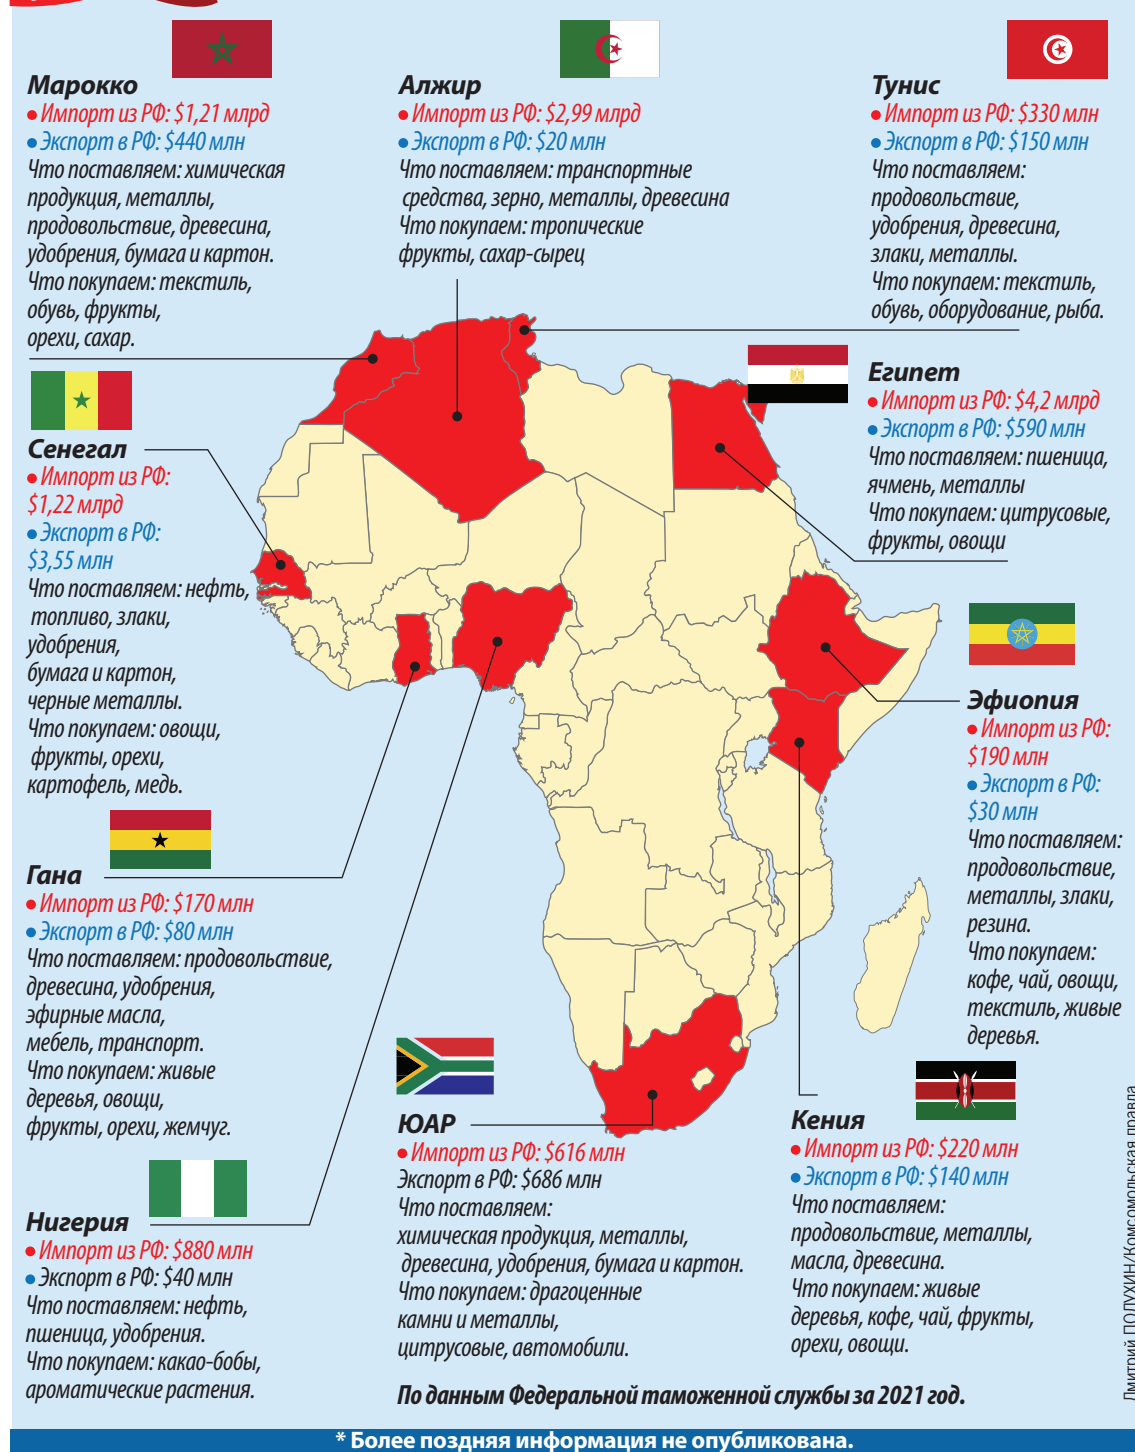 Марокко
• Импорт из РФ: $1,21 млрд
• Экспорт в РФ: $440 млн
Что поставляем: химическая
продукция, металлы,
продовольствие, древесина,
удобрения, бумага и картон.
Что покупаем: текстиль,
обувь, фрукты,
орехи, сахар.
Алжир
• Импорт из РФ: $2,99 млрд
• Экспорт в РФ: $20 млн
Что поставляем: транспортные
средства, зерно, металлы, древесина
Что покупаем: тропические
фрукты, сахар-сырец
Тунис
• Импорт из РФ: $330 млн
• Экспорт в РФ: $150 млн
Что поставляем:
продовольствие,
удобрения, древесина,
злаки, металлы.
Что покупаем: текстиль,
обувь, оборудование, рыба.
Египет
• Импорт из РФ: $4,2 млрд
• Экспорт в РФ: $590 млн
Что поставляем: пшеница,
ячмень, металлы
Что покупаем: цитрусовые,
фрукты, овощи
Сенегал
• Импорт из РФ:
$1,22 млрд
• Экспорт в РФ:
$3,55 млн
Что поставляем: нефть,
топливо, злаки,
удобрения,
бумага и картон,
черные металлы.
Что покупаем: овощи,
фрукты, орехи,
картофель, медь.
Эфиопия
• Импорт из РФ:
$190 млн
• Экспорт в РФ:
$30 млн
Что поставляем:
продовольствие,
металлы, злаки,
резина.
Что покупаем:
кофе, чай, овощи,
текстиль, живые
деревья.
Гана
• Импорт из РФ: $170 млн
• Экспорт в РФ: $80 млн
Что поставляем: продовольствие,
древесина, удобрения,
эфирные масла,
мебель, транспорт.
Что покупаем: живые
деревья, овощи,
фрукты, орехи, жемчуг.
Нигерия
• Импорт из РФ: $880 млн
• Экспорт в РФ: $40 млн
Что поставляем: нефть,
пшеница, удобрения.
Что покупаем: какао-бобы,
ароматические растения.
ЮАР
• Импорт из РФ: $616 млн
Экспорт в РФ: $686 млн
Что поставляем:
химическая продукция, металлы,
древесина, удобрения, бумага и картон.
Что покупаем: драгоценные
камни и металлы,
цитрусовые, автомобили.
Кения
• Импорт из РФ: $220 млн
• Экспорт в РФ: $140 млн
Что поставляем:
продовольствие, металлы,
масла, древесина.
Что покупаем: живые
деревья, кофе, чай, фрукты,
орехи, овощи.
По данным Федеральной таможенной службы за 2021 год.
Дмитрий ПОЛУХИН/Комсомольская правда
* Более поздняя информация не опубликована.